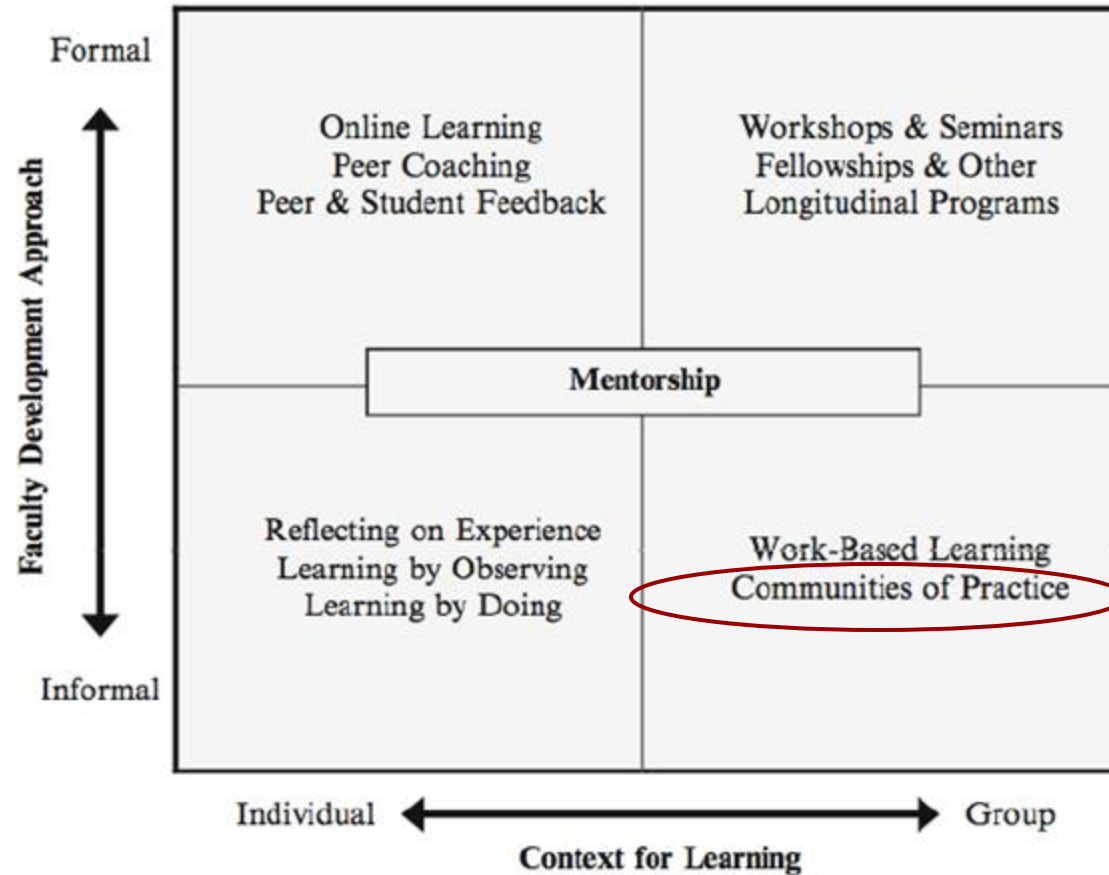 Formal
Online Learning
Peer Coaching
Peer & Student Feedback
Workshops & Seminars
Fellowships & Other
Longitudinal Programs
Faculty Development Approach
Mentorship
Reflecting on Experience
Learning by Observing
Learning by Doing
Work-Based Learning
Communities of Practice
Informal
Individual
Group
Context for Learning